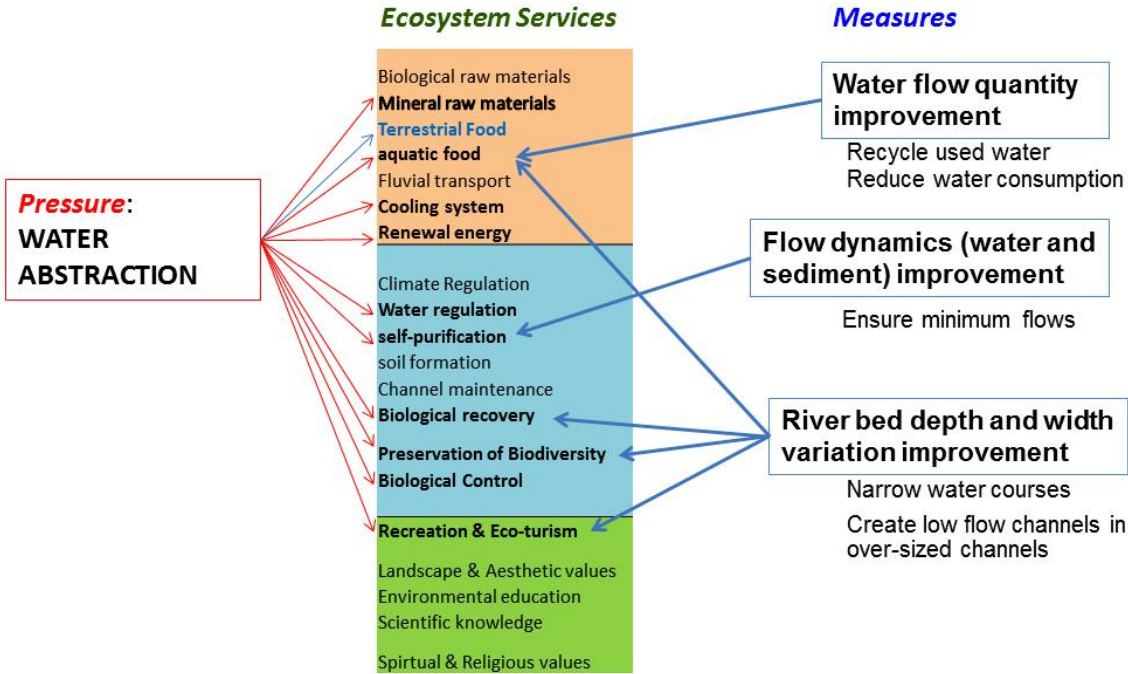 Ecosystem Services
Measures
Pressure:
WATER
ABSTRACTION
Biological raw materials
Mineral raw materials
Terrestrial Food
aquatic food
Fluvial transport
Cooling system
Renewal energy
Climate Regulation
Water regulation
self-purification
soil formation
Channel maintenance
Biological recovery
Preservation of Biodiversity
Biological Control
Recreation & Eco-turism
Landscape & Aesthetic values
Environmental education
Scientific knowledge
Spirtual & Religious values
Water flow quantity
improvement
Recycle used water
Reduce water consumption
Flow dynamics (water and
sediment) improvement
Ensure minimum flows
River bed depth and width
variation improvement
Narrow water courses
Create low flow channels in
over-sized channels